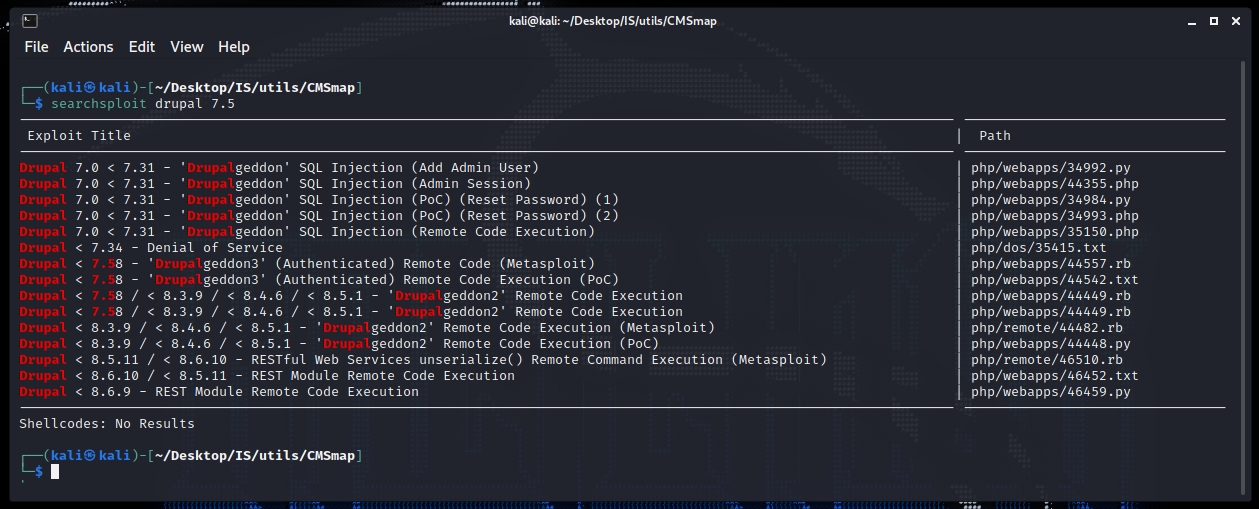 kali@kali: ~/Desktop/IS/utils/CMSmap
File Actions Edit View Help
┌──(kali㉿kali)-[~/Desktop/IS/utils/CMSmap]
└─$ searchsploit drupal 7.5
Exploit Title | Path
Drupal 7.0 < 7.31 - 'Drupalgeddon' SQL Injection (Add Admin User) | php/webapps/34992.py
Drupal 7.0 < 7.31 - 'Drupalgeddon' SQL Injection (Admin Session) | php/webapps/44355.php
Drupal 7.0 < 7.31 - 'Drupalgeddon' SQL Injection (PoC) (Reset Password) (1) | php/webapps/34984.py
Drupal 7.0 < 7.31 - 'Drupalgeddon' SQL Injection (PoC) (Reset Password) (2) | php/webapps/34993.php
Drupal 7.0 < 7.31 - 'Drupalgeddon' SQL Injection (Remote Code Execution) | php/webapps/35150.php
Drupal < 7.34 - Denial of Service | php/dos/35415.txt
Drupal < 7.58 - 'Drupalgeddon3' (Authenticated) Remote Code (Metasploit) | php/webapps/44557.rb
Drupal < 7.58 - 'Drupalgeddon3' (Authenticated) Remote Code Execution (PoC) | php/webapps/44542.txt
Drupal < 7.58 / < 8.3.9 / < 8.4.6 / < 8.5.1 - 'Drupalgeddon2' Remote Code Execution | php/webapps/44449.rb
Drupal < 7.58 / < 8.3.9 / < 8.4.6 / < 8.5.1 - 'Drupalgeddon2' Remote Code Execution | php/webapps/44449.rb
Drupal < 8.3.9 / < 8.4.6 / < 8.5.1 - 'Drupalgeddon2' Remote Code Execution (Metasploit) | php/remote/44482.rb
Drupal < 8.3.9 / < 8.4.6 / < 8.5.1 - 'Drupalgeddon2' Remote Code Execution (PoC) | php/webapps/44448.py
Drupal < 8.5.11 / < 8.6.10 - RESTful Web Services unserialize() Remote Command Execution (Metasploit) | php/remote/46510.rb
Drupal < 8.6.10 / < 8.5.11 - REST Module Remote Code Execution | php/webapps/46452.txt
Drupal < 8.6.9 - REST Module Remote Code Execution | php/webapps/46459.py
Shellcodes: No Results
┌──(kali㉿kali)-[~/Desktop/IS/utils/CMSmap]
└─$